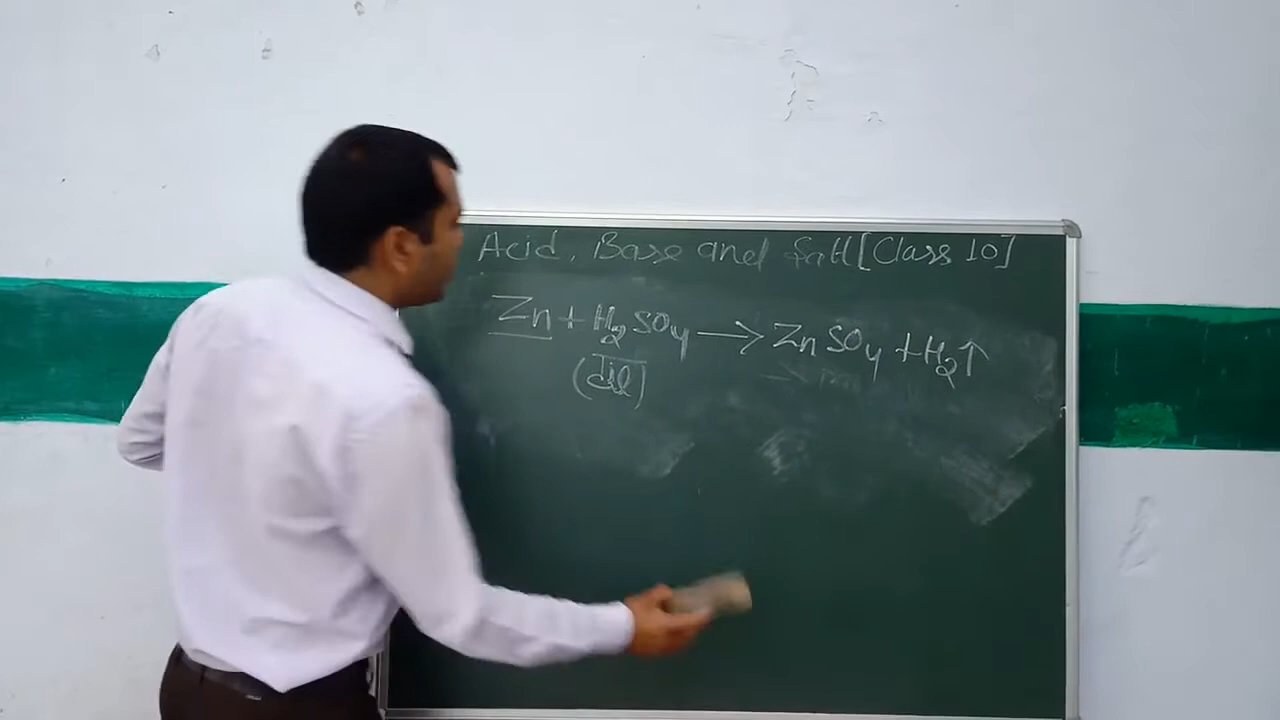 Acid, Base and Salt [Class 10]
Zn + H₂SO₄ → ZnSO₄ + H₂↑
(dil)